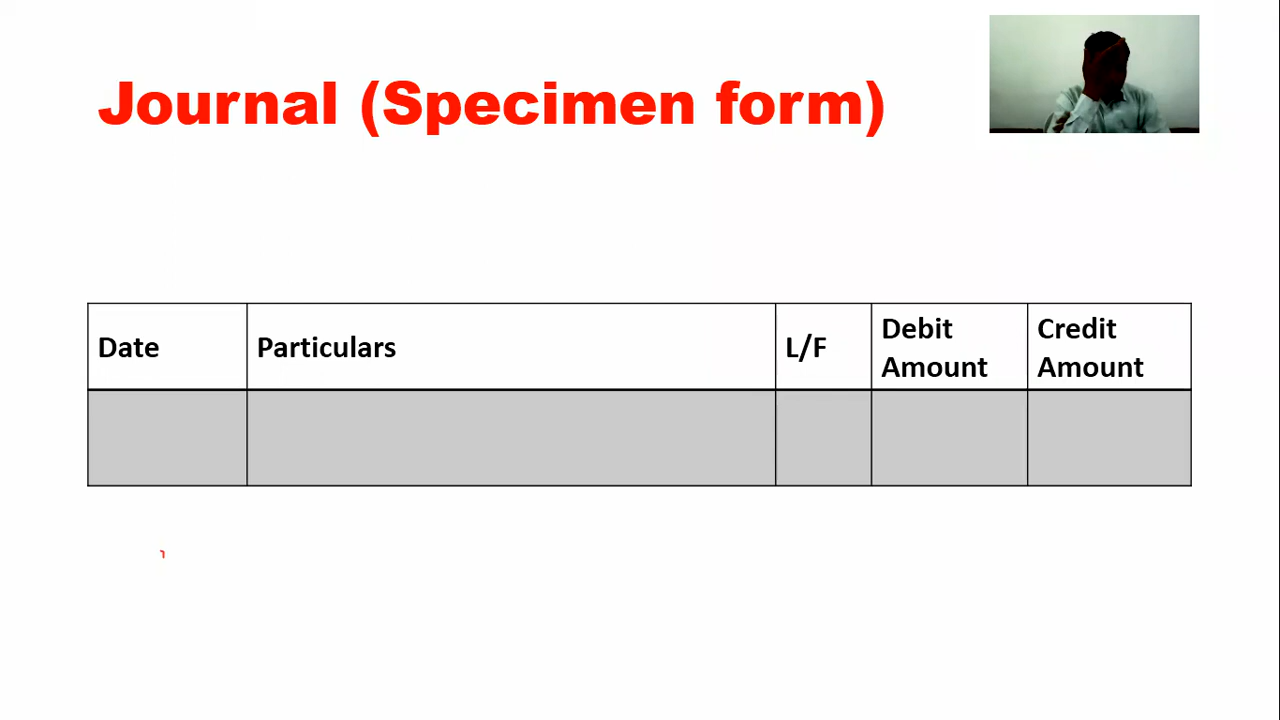 Journal (Specimen form)
Date
Particulars
L/F
Debit
Amount
Credit
Amount